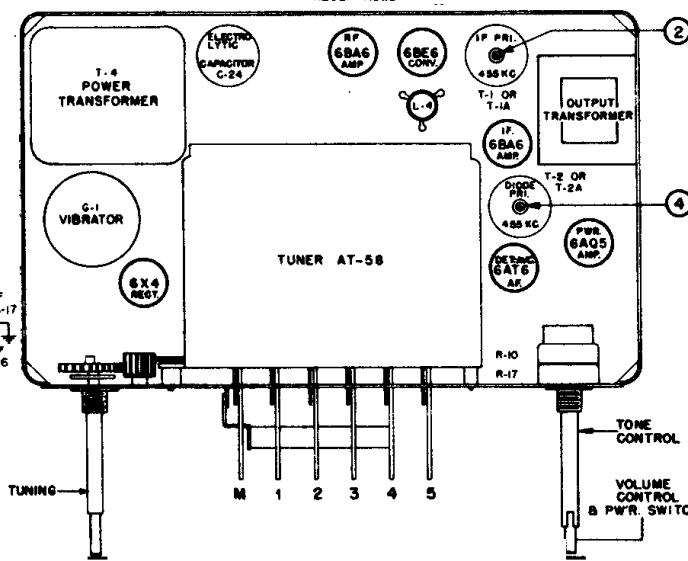 T-4
POWER
TRANSFORMER
ELECTRO
LYTIC
CAPACITOR
C-24
RF
6BA6
AMP
6BE6
CONV.
IF PRI.
455 KC
2
T-1 OR
T-1A
L-4
OUTPUT
TRANSFORMER
I.F.
6BA6
AMP.
T-2 OR
T-2A
DIODE
PRI.
455 KC
4
G-1
VIBRATOR
TUNER AT-58
PWR.
6AQ5
AMP.
DET-AVC
6AT6
AF.
6X4
RECT.
-17
6
R-10
R-17
TONE
CONTROL
TUNING
M 1 2 3 4 5
VOLUME
CONTROL
& PW'R. SWITC